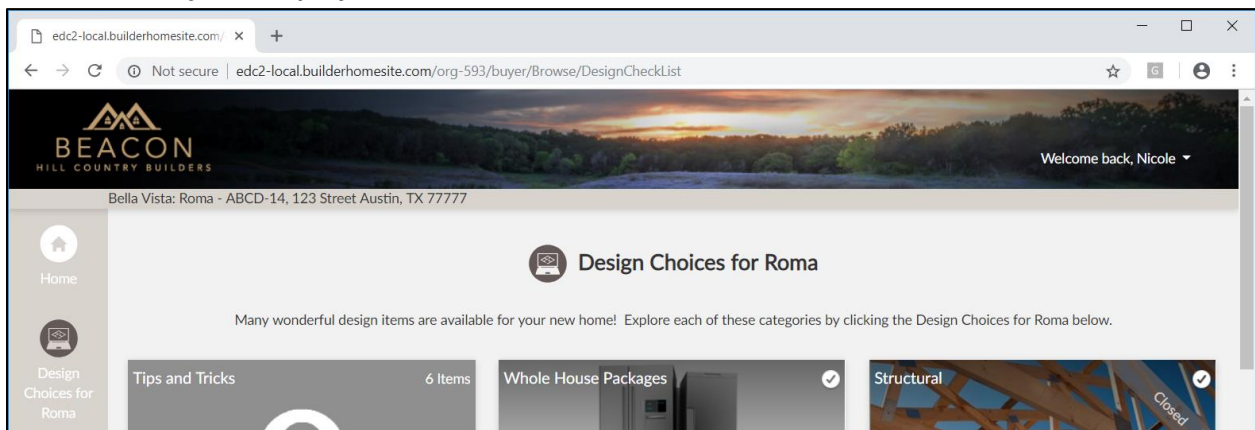 edc2-local.builderhomesite.com/
Not secure | edc2-local.builderhomesite.com/org-593/buyer/Browse/DesignCheckList
G
BEACON
HILL COUNTRY BUILDERS
Welcome back, Nicole
Bella Vista: Roma - ABCD-14, 123 Street Austin, TX 77777
Home
Design Choices for Roma
Many wonderful design items are available for your new home! Explore each of these categories by clicking the Design Choices for Roma below.
Design
Choices for
Roma
Tips and Tricks
6 Items
Whole House Packages
Structural
Closed